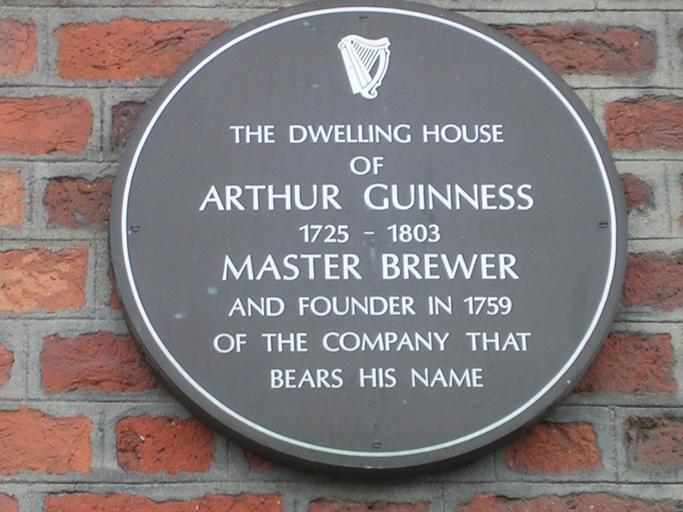 THE DWELLING HOUSE
OF
ARTHUR GUINNESS
1725 - 1803
MASTER BREWER
AND FOUNDER IN 1759
OF THE COMPANY THAT
BEARS HIS NAME